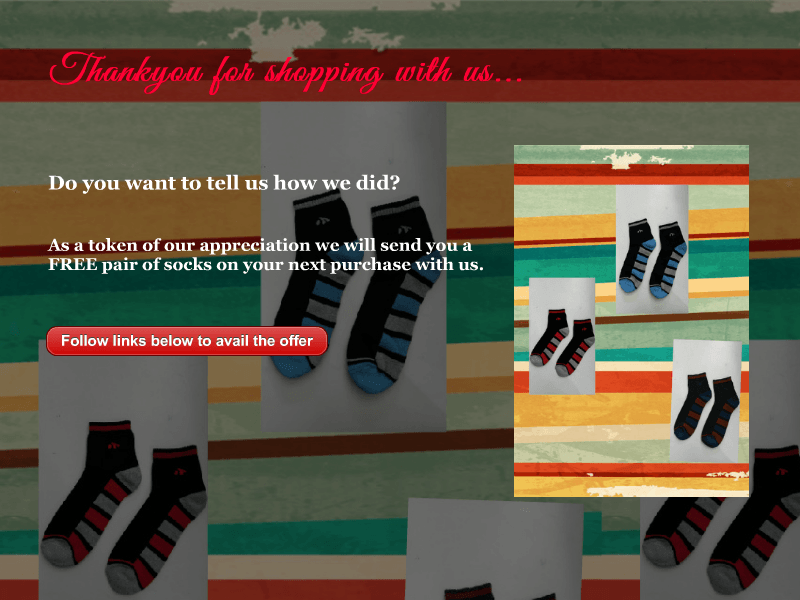 Thankyou for shopping with us...
Do you want to tell us how we did?
As a token of our appreciation we will send you a
FREE pair of socks on your next purchase with us.
Follow links below to avail the offer